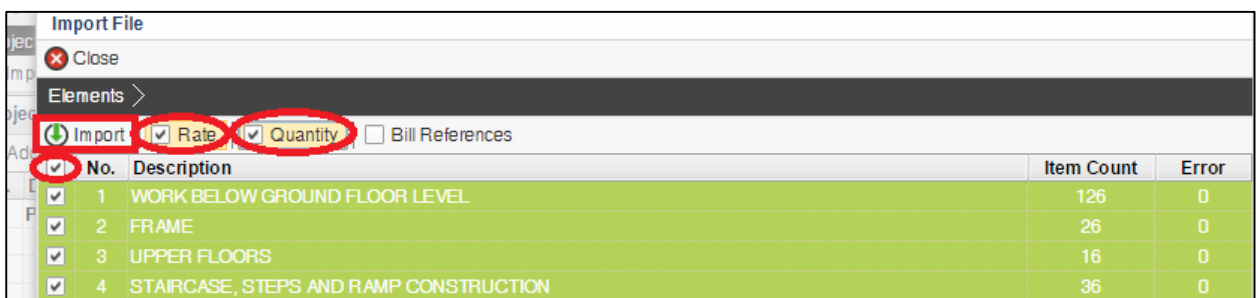 Import File
Close
Elements
Import Rate Quantity Bill References
No. Description Item Count Error
1 WORK BELOW GROUND FLOOR LEVEL 126 0
2 FRAME 26 0
3 UPPER FLOORS 16 0
4 STAIRCASE, STEPS AND RAMP CONSTRUCTION 36 0